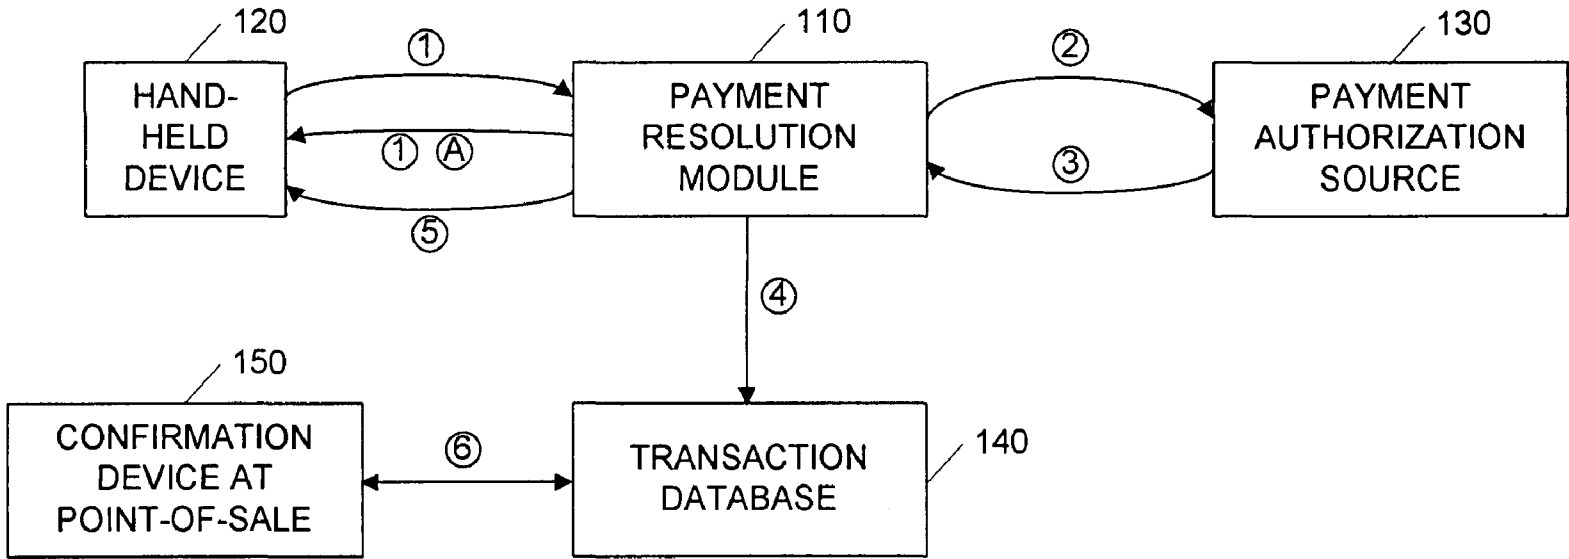 120
110
130
①
②
HAND-
HELD
DEVICE
PAYMENT
RESOLUTION
MODULE
PAYMENT
AUTHORIZATION
SOURCE
① Ⓐ
③
⑤
④
150
140
CONFIRMATION
DEVICE AT
POINT-OF-SALE
⑥
TRANSACTION
DATABASE